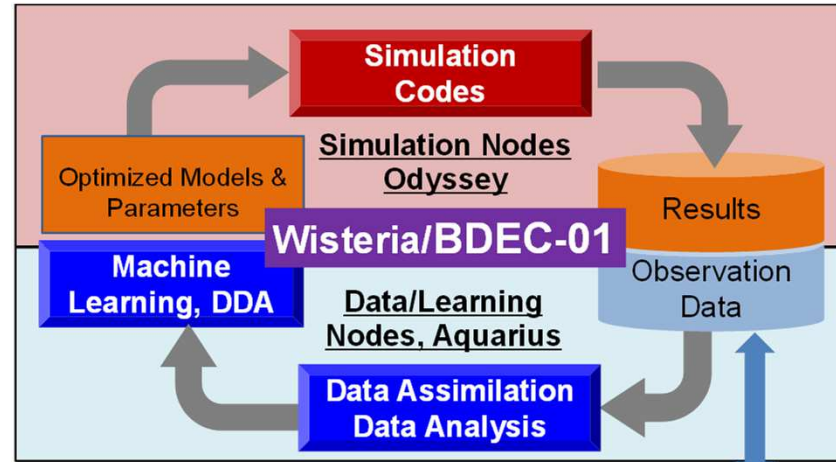 Simulation
Codes
Simulation Nodes
Odyssey
Optimized Models &
Parameters
Results
Wisteria/BDEC-01
Machine
Learning, DDA
Observation
Data
Data/Learning
Nodes, Aquarius
Data Assimilation
Data Analysis